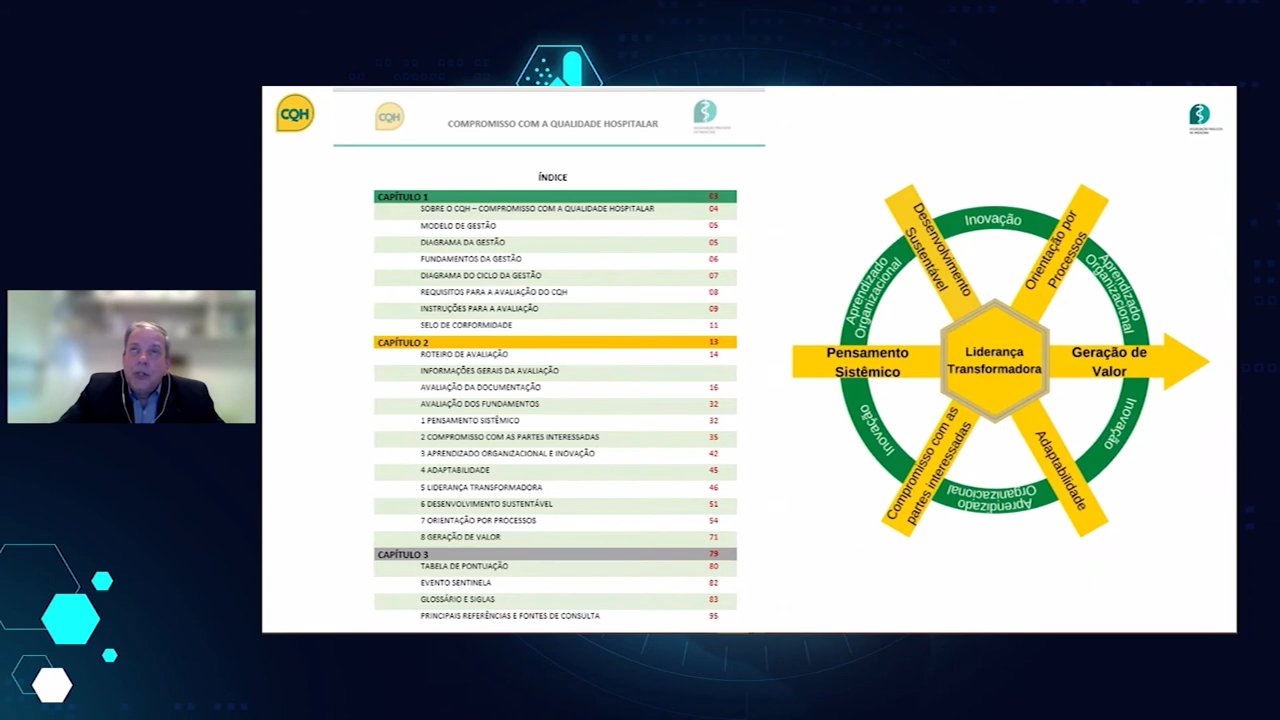 CQH
CQH
COMPROMISSO COM A QUALIDADE HOSPITALAR
ÍNDICE
CAPÍTULO 1 03
SOBRE O CQH – COMPROMISSO COM A QUALIDADE HOSPITALAR 04
MODELO DE GESTÃO 05
DIAGRAMA DA GESTÃO 05
FUNDAMENTOS DA GESTÃO 06
DIAGRAMA DO CICLO DA GESTÃO 07
REQUISITOS PARA A AVALIAÇÃO DO CQH 08
INSTRUÇÕES PARA A AVALIAÇÃO 09
SELO DE CORFORMIDADE 11
CAPÍTULO 2 13
ROTEIRO DE AVALIAÇÃO 14
INFORMAÇÕES GERAIS DA AVALIAÇÃO
AVALIAÇÃO DA DOCUMENTAÇÃO 16
AVALIAÇÃO DOS FUNDAMENTOS 32
1 PENSAMENTO SISTÊMICO 32
2 COMPROMISSO COM AS PARTES INTERESSADAS 35
3 APRENDIZADO ORGANIZACIONAL E INOVAÇÃO 42
4 ADAPTABILIDADE 45
5 LIDERANÇA TRANSFORMADORA 46
6 DESENVOLVIMENTO SUSTENTÁVEL 51
7 ORIENTAÇÃO POR PROCESSOS 54
8 GERAÇÃO DE VALOR 71
CAPÍTULO 3 79
TABELA DE PONTUAÇÃO 80
EVENTO SENTINELA 82
GLOSSÁRIO E SIGLAS 83
PRINCIPAIS REFERÊNCIAS E FONTES DE CONSULTA 95
Desenvolvimento
Sustentável
Inovação
Orientação por
Processos
Aprendizado
Organizacional
Aprendizado
Organizacional
Pensamento
Sistêmico
Liderança
Transformadora
Geração de
Valor
Inovação
Compromisso com as
partes interessadas
Aprendizado
Organizacional
Adaptabilidade
Inovação